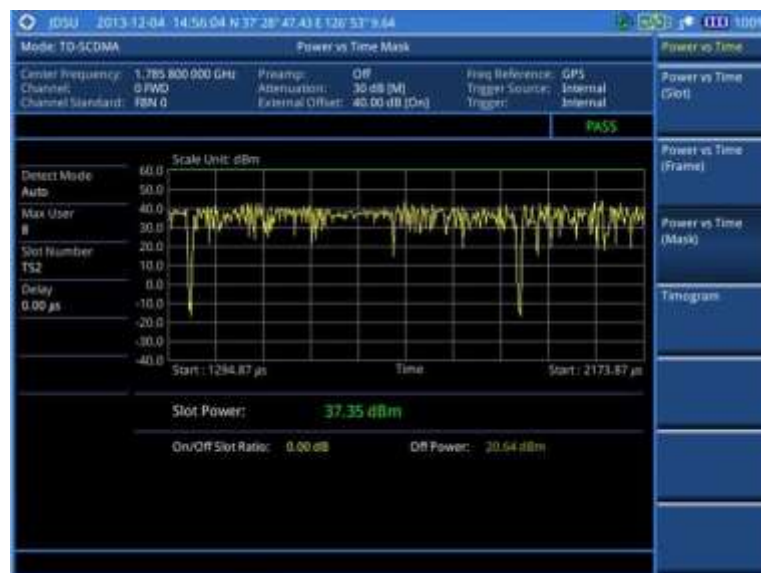 JDSU 2013-12-04 14:56:04 N 37° 28' 47.43 E 126° 53' 9.64 100%
Mode: TD-SCDMA Power vs Time Mask Power vs Time
Center Frequency: 1.785 800 000 GHz Preamp: Off Freq Reference: GPS
Channel: 0 FWD Attenuation: 30 dB [M] Trigger Source: Internal
Channel Standard: FBN 0 External Offset: 40.00 dB [On] Trigger: Internal
Power vs Time
(Slot)
PASS
Power vs Time
(Frame)
Scale Unit: dBm
Detect Mode
Auto
Max User
8
Slot Number
TS2
Delay
0.00 µs
60.0
50.0
40.0
30.0
20.0
10.0
0.0
-10.0
-20.0
-30.0
-40.0
Start : 1294.87 µs Time Start : 2173.87 µs
Power vs Time
(Mask)
Timogram
Slot Power: 37.35 dBm
On/Off Slot Ratio: 0.00 dB Off Power: 20.64 dBm